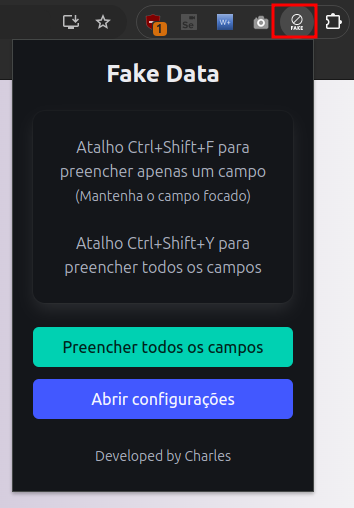 1
Se
W+
FAKE
Fake Data
Atalho Ctrl+Shift+F para
preencher apenas um campo
(Mantenha o campo focado)
Atalho Ctrl+Shift+Y para
preencher todos os campos
Preencher todos os campos
Abrir configurações
Developed by Charles